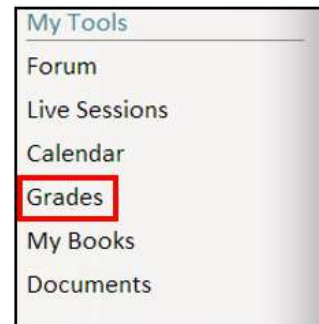 My Tools
Forum
Live Sessions
Calendar
Grades
My Books
Documents